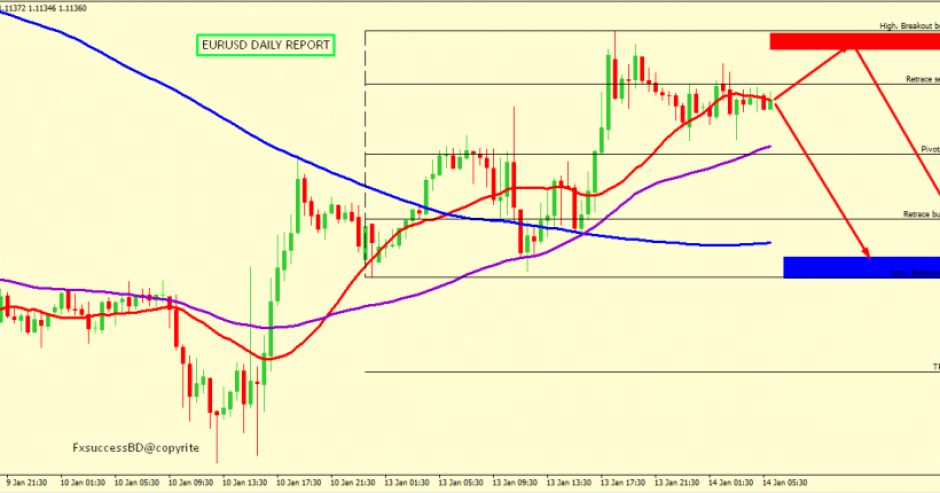 1.11372 1.11346 1.11360
EURUSD DAILY REPORT
High. Breakout b
Retrace se
Pivot
Retrace bu
T
FxsuccessBD@copyrite
9 Jan 21:30
10 Jan 01:30
10 Jan 05:30
10 Jan 09:30
10 Jan 13:30
10 Jan 17:30
10 Jan 21:30
13 Jan 01:30
13 Jan 05:30
13 Jan 09:30
13 Jan 13:30
13 Jan 17:30
13 Jan 21:30
14 Jan 01:30
14 Jan 05:30